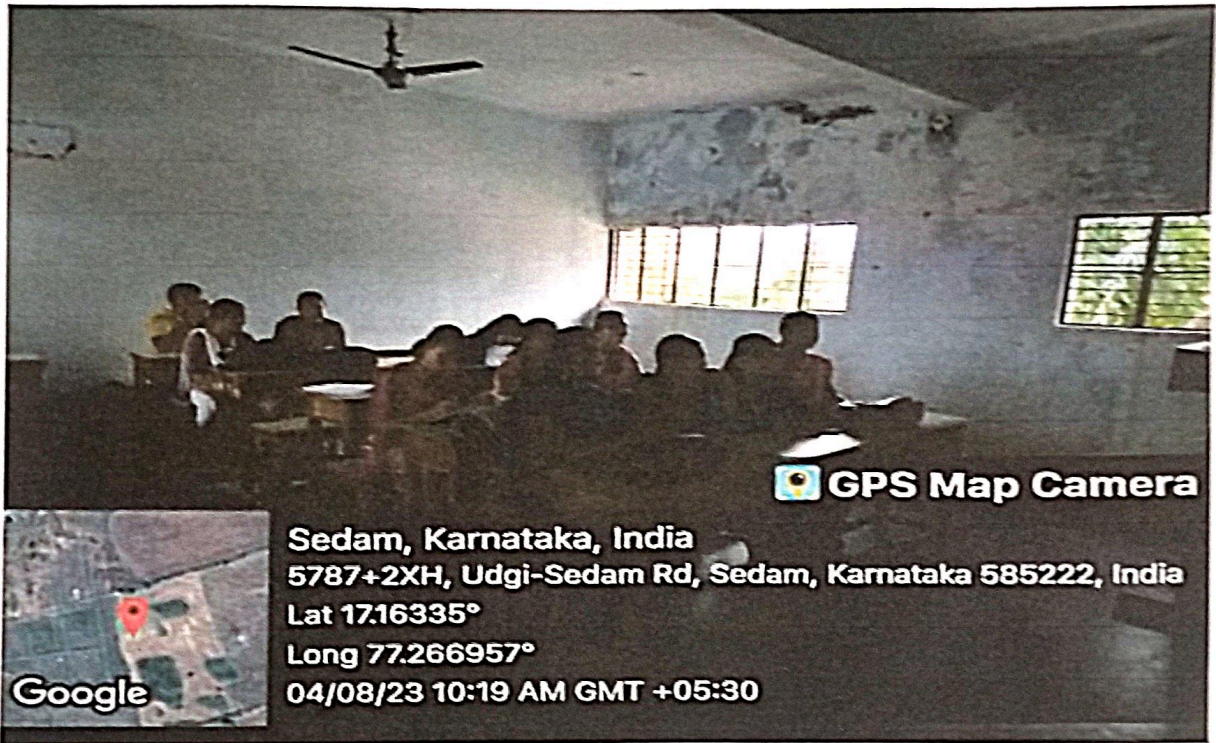 GPS Map Camera
Sedam, Karnataka, India
5787+2XH, Udgi-Sedam Rd, Sedam, Karnataka 585222, India
Lat 17.16335°
Long 77.266957°
04/08/23 10:19 AM GMT +05:30
Google